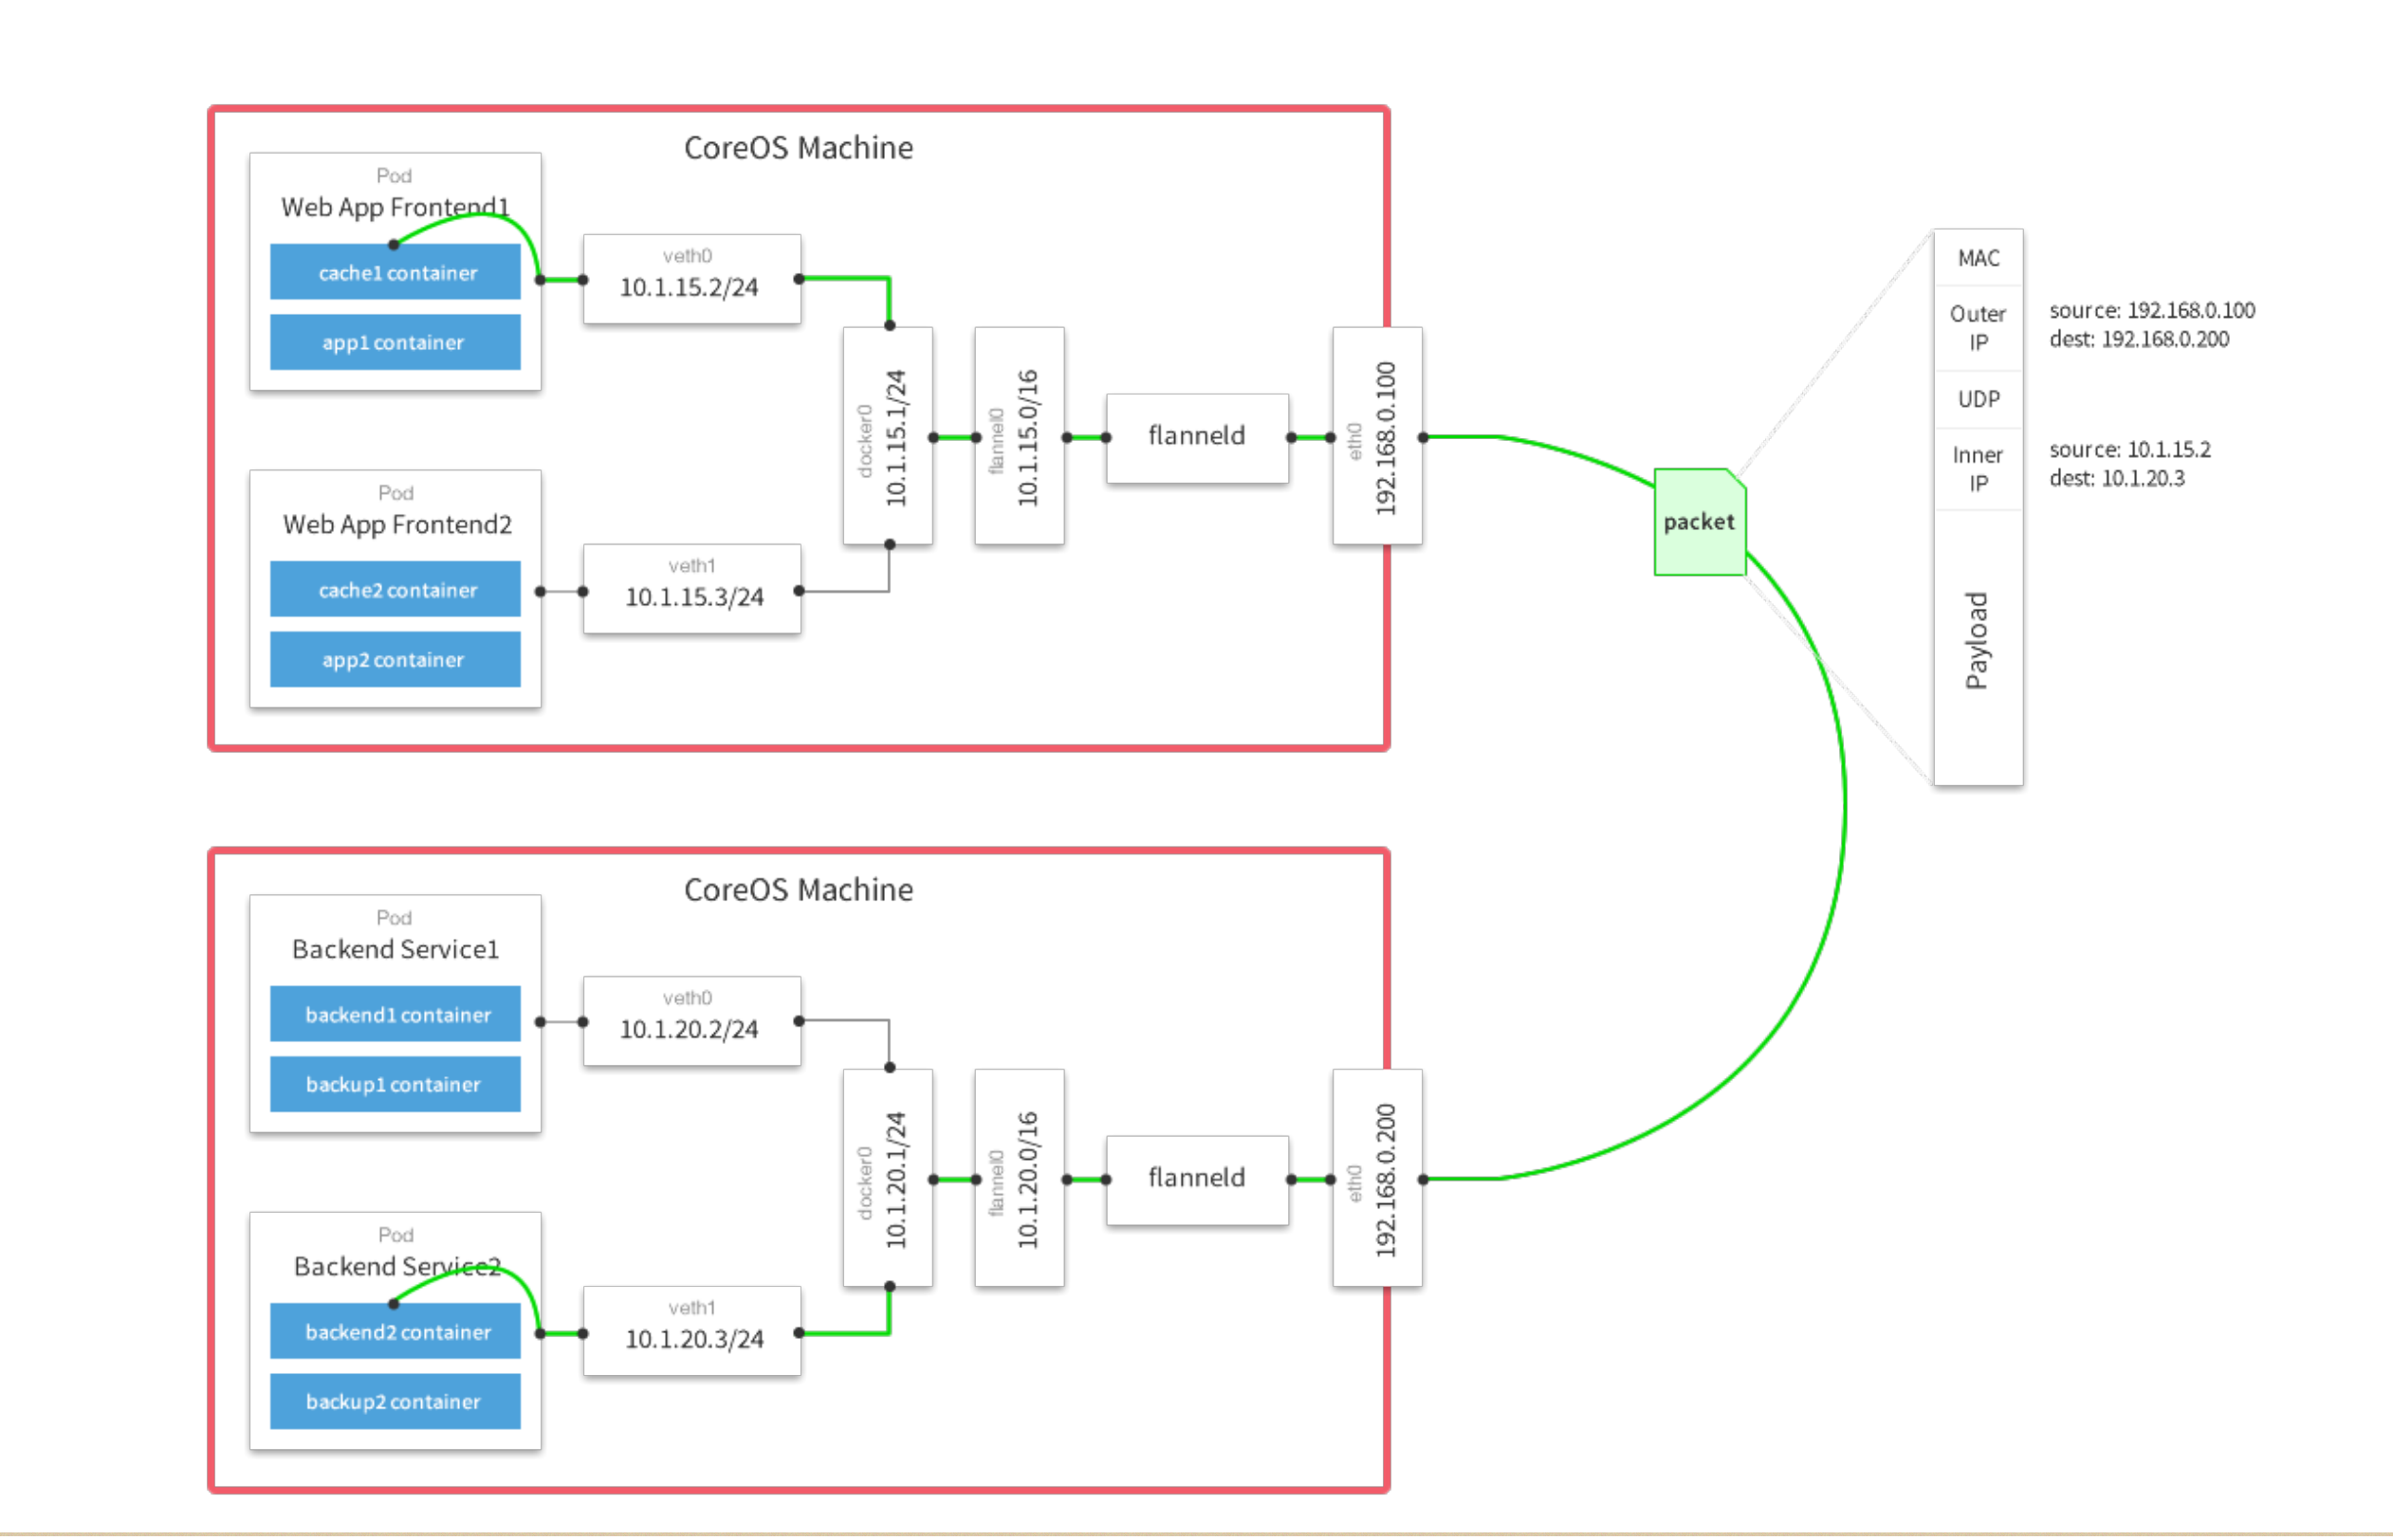 CoreOS Machine
Pod
Web App Frontend1
cache1 container
app1 container
veth0
10.1.15.2/24
Pod
Web App Frontend2
cache2 container
app2 container
veth1
10.1.15.3/24
docker0
10.1.15.1/24
flannel0
10.1.15.0/16
flanneld
eth0
192.168.0.100
packet
MAC
Outer
IP
source: 192.168.0.100
dest: 192.168.0.200
UDP
Inner
IP
source: 10.1.15.2
dest: 10.1.20.3
Payload
CoreOS Machine
Pod
Backend Service1
backend1 container
backup1 container
veth0
10.1.20.2/24
Pod
Backend Service2
backend2 container
backup2 container
veth1
10.1.20.3/24
docker0
10.1.20.1/24
flannel0
10.1.20.0/16
flanneld
eth0
192.168.0.200